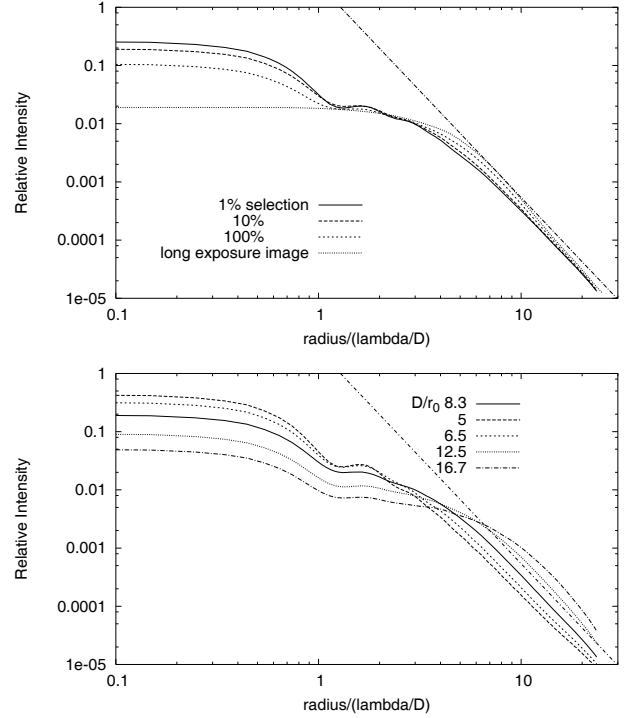 1
0.1
0.01
0.001
0.0001
1e-05
Relative Intensity
1% selection
10%
100%
long exposure image
0.1
1
10
radius/(lambda/D)
1
0.1
0.01
0.001
0.0001
1e-05
Relative Intensity
D/r0 8.3
5
6.5
12.5
16.7
0.1
1
10
radius/(lambda/D)